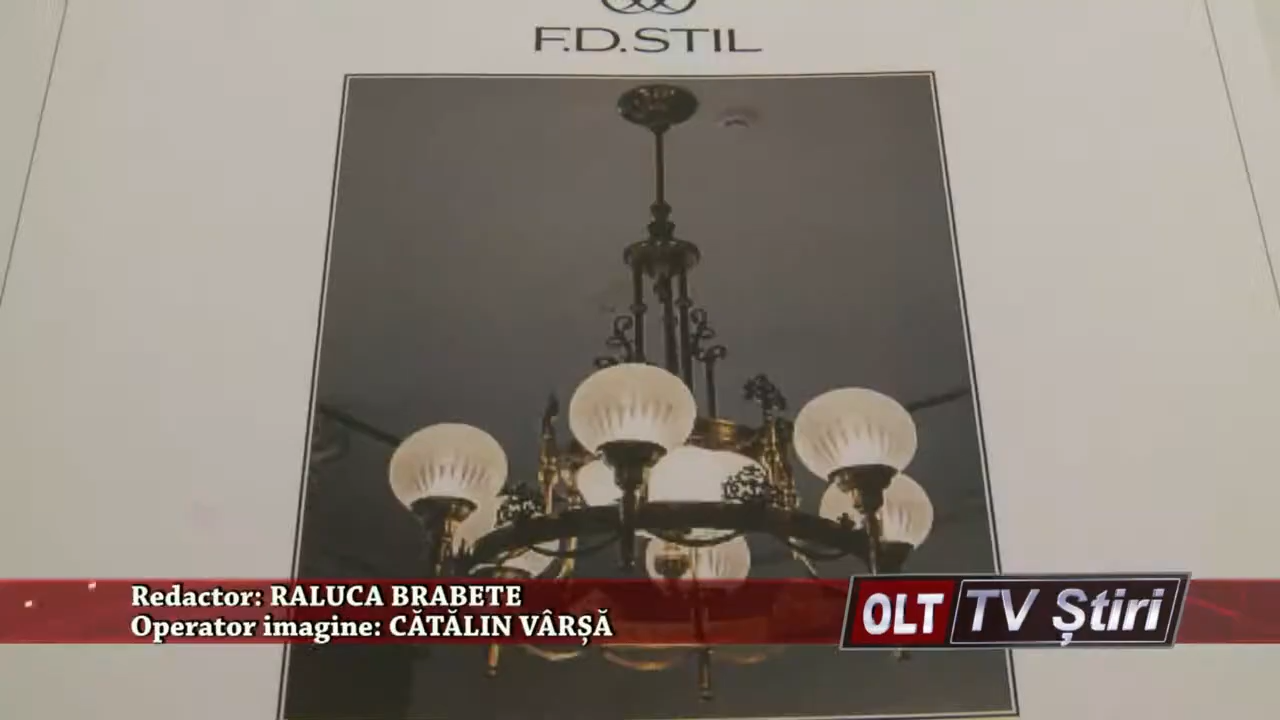 F.D.STIL
Redactor: RALUCA BRABETE
Operator imagine: CĂTĂLIN VÂRȘĂ
OLT TV Știri